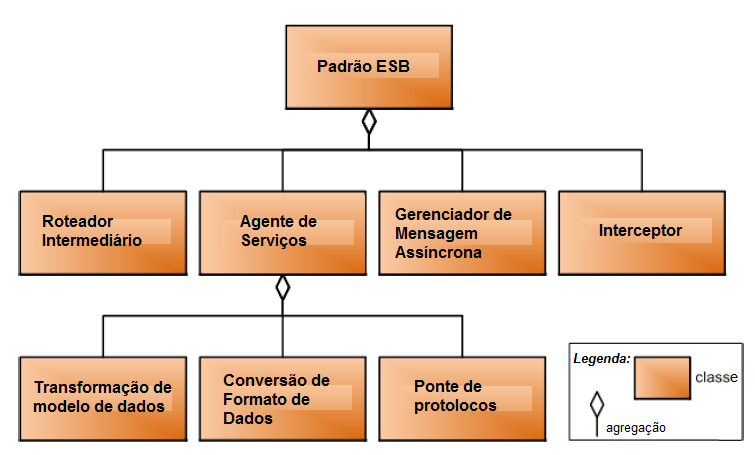 Padrão ESB
Roteador
Intermediário
Agente de
Serviços
Gerenciador de
Mensagem
Assíncrona
Interceptor
Transformação de
modelo de dados
Conversão de
Formato de
Dados
Ponte de
protolocos
Legenda:
classe
agregação